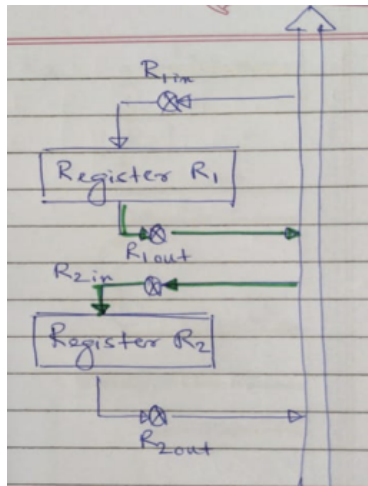 R1in
Register R1
R1out
R2in
Register R2
R2out